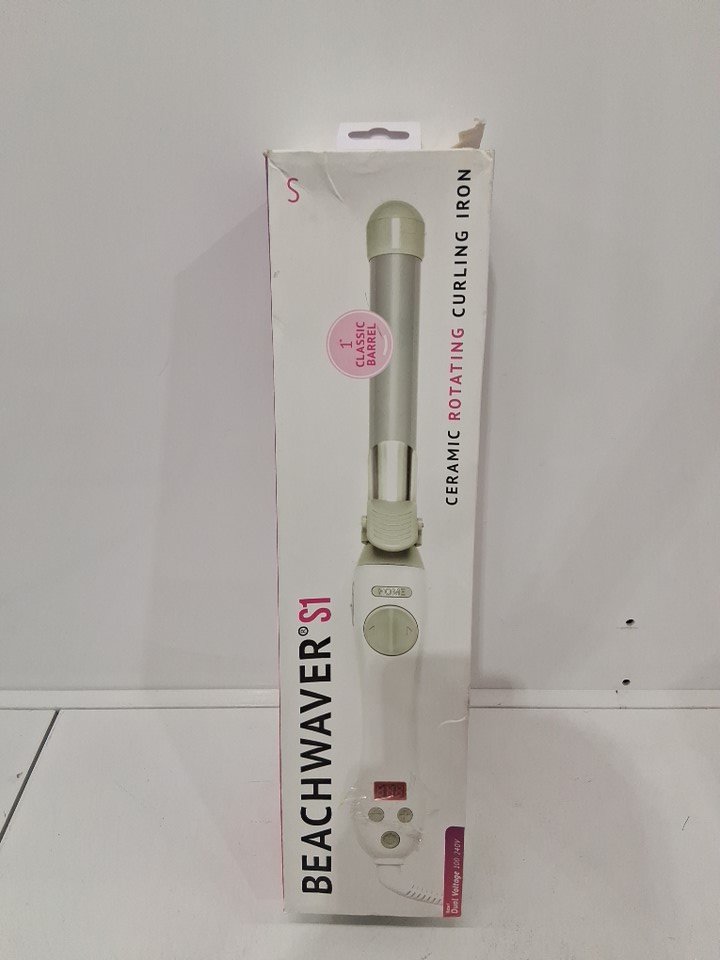 S
1"
CLASSIC
BARREL
CERAMIC ROTATING CURLING IRON
BEACHWAVER® S1
Dual Voltage 100 240V